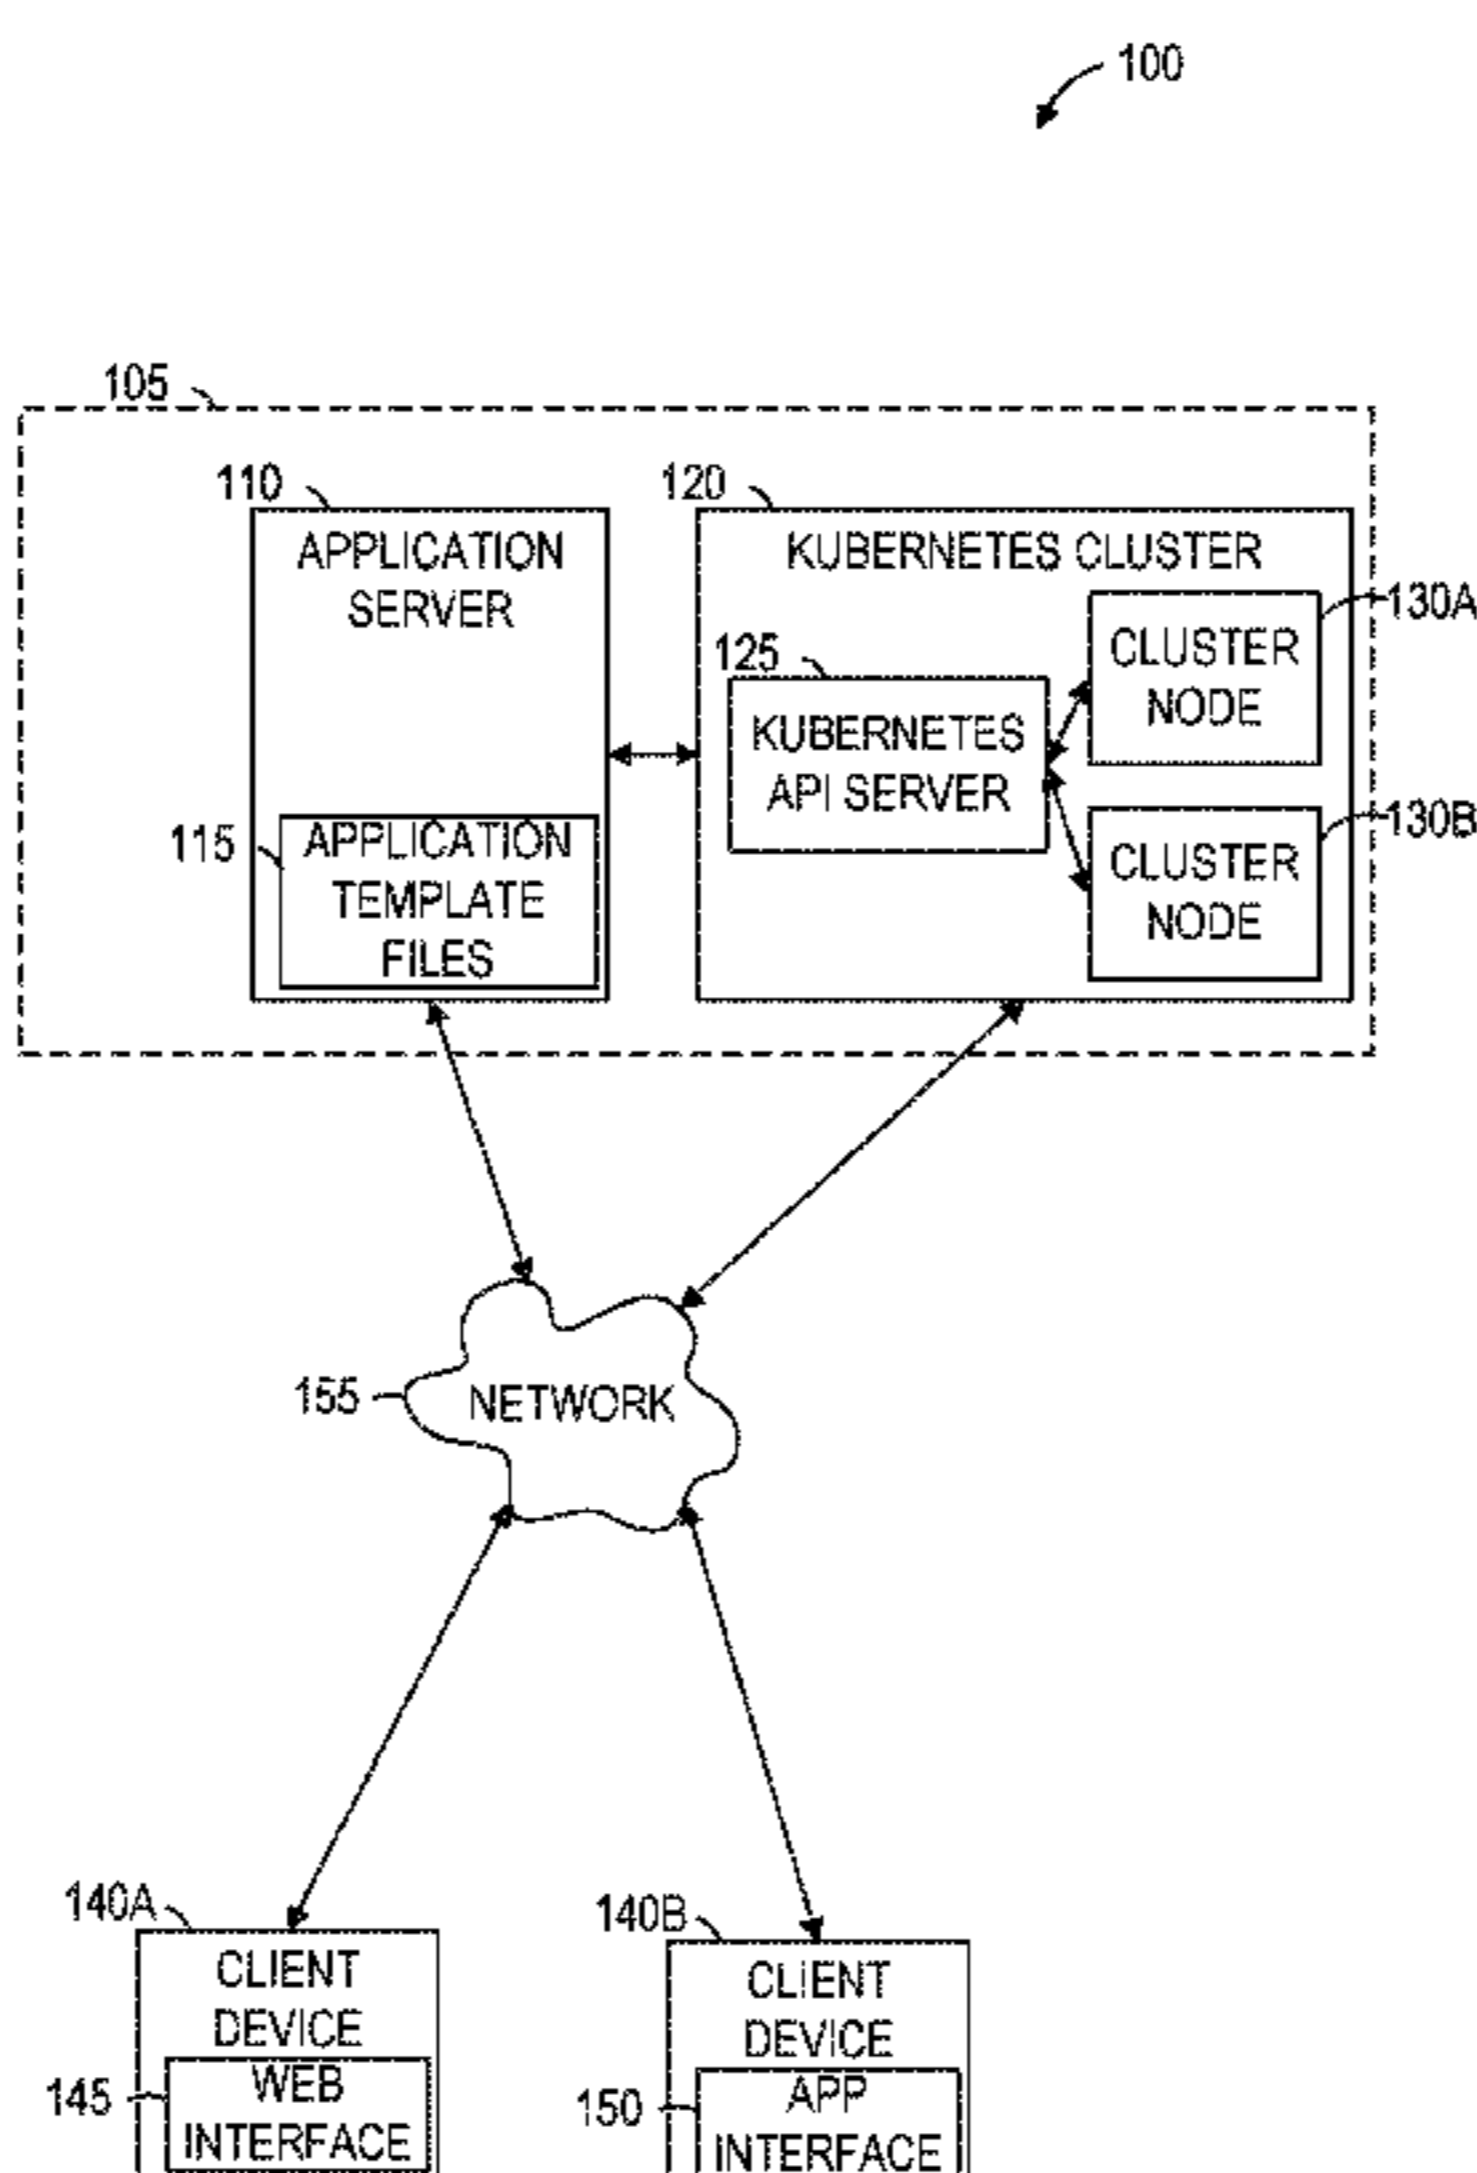 100
105
110
120
APPLICATION
SERVER
KUBERNETES CLUSTER
130A
CLUSTER
NODE
125
KUBERNETES
API SERVER
130B
CLUSTER
NODE
115
APPLICATION
TEMPLATE
FILES
155
NETWORK
140A
CLIENT
DEVICE
145
WEB
INTERFACE
140B
CLIENT
DEVICE
150
APP
INTERFACE